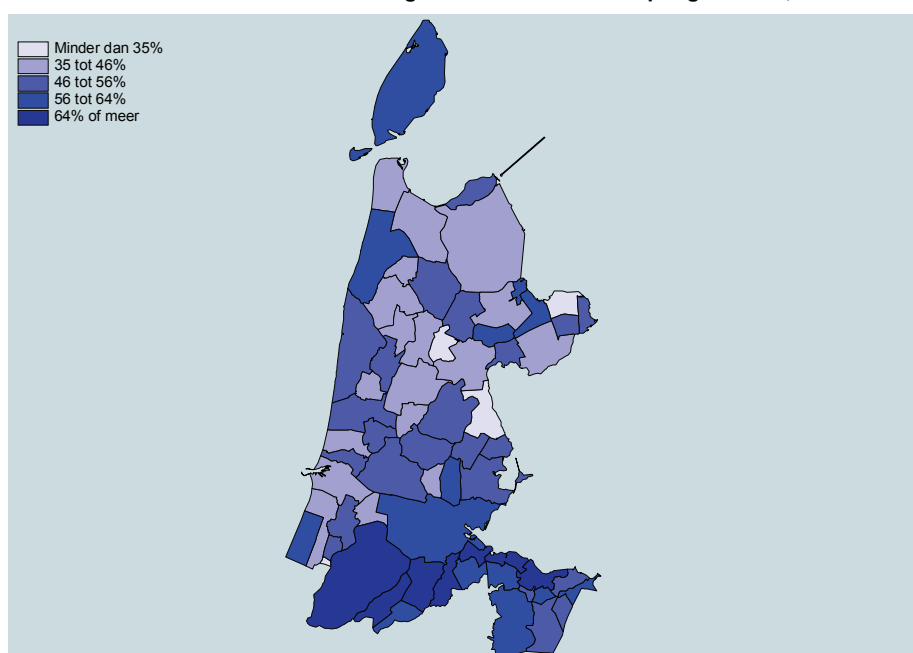 Minder dan 35%
35 tot 46%
46 tot 56%
56 tot 64%
64% of meer